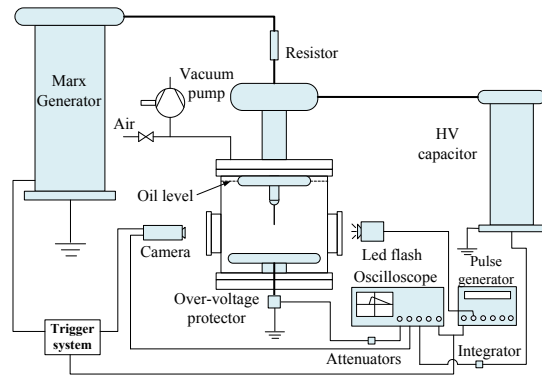 Resistor
Marx
Generator
Vacuum
pump
Air
HV
capacitor
Oil level
Camera
Led flash
Oscilloscope
Pulse
generator
Over-voltage
protector
Trigger
system
Attenuators
Integrator